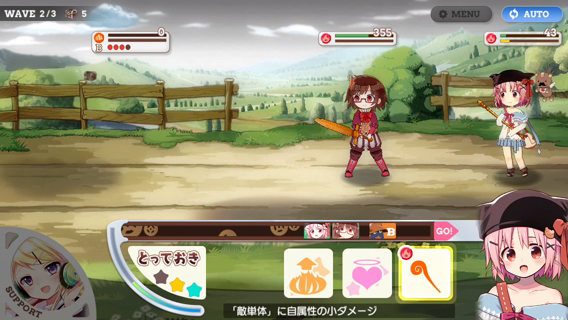 WAVE 2/3 5
MENU
AUTO
0
B
355
43
B GO!
とっておき
SUPPORT
「敵単体」に自属性の小ダメージ